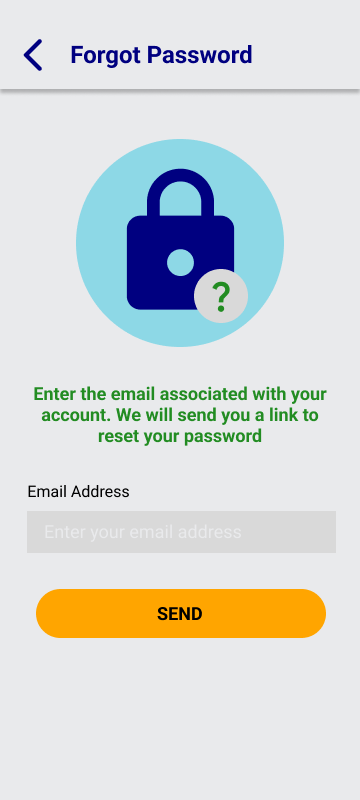 Forgot Password
?
Enter the email associated with your
account. We will send you a link to
reset your password
Email Address
Enter your email address
SEND